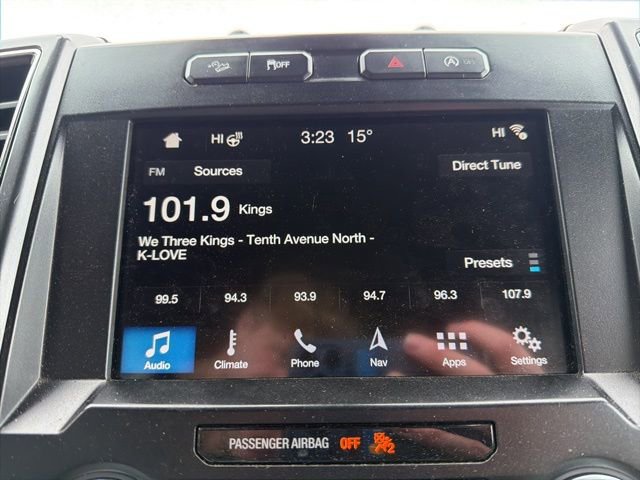 OFF
OFF
HI 3:23 15° HI
FM Sources Direct Tune
101.9 Kings
We Three Kings - Tenth Avenue North -
K-LOVE
Presets
99.5 94.3 93.9 94.7 96.3 107.9
Audio Climate Phone Nav Apps Settings
PASSENGER AIRBAG OFF 2